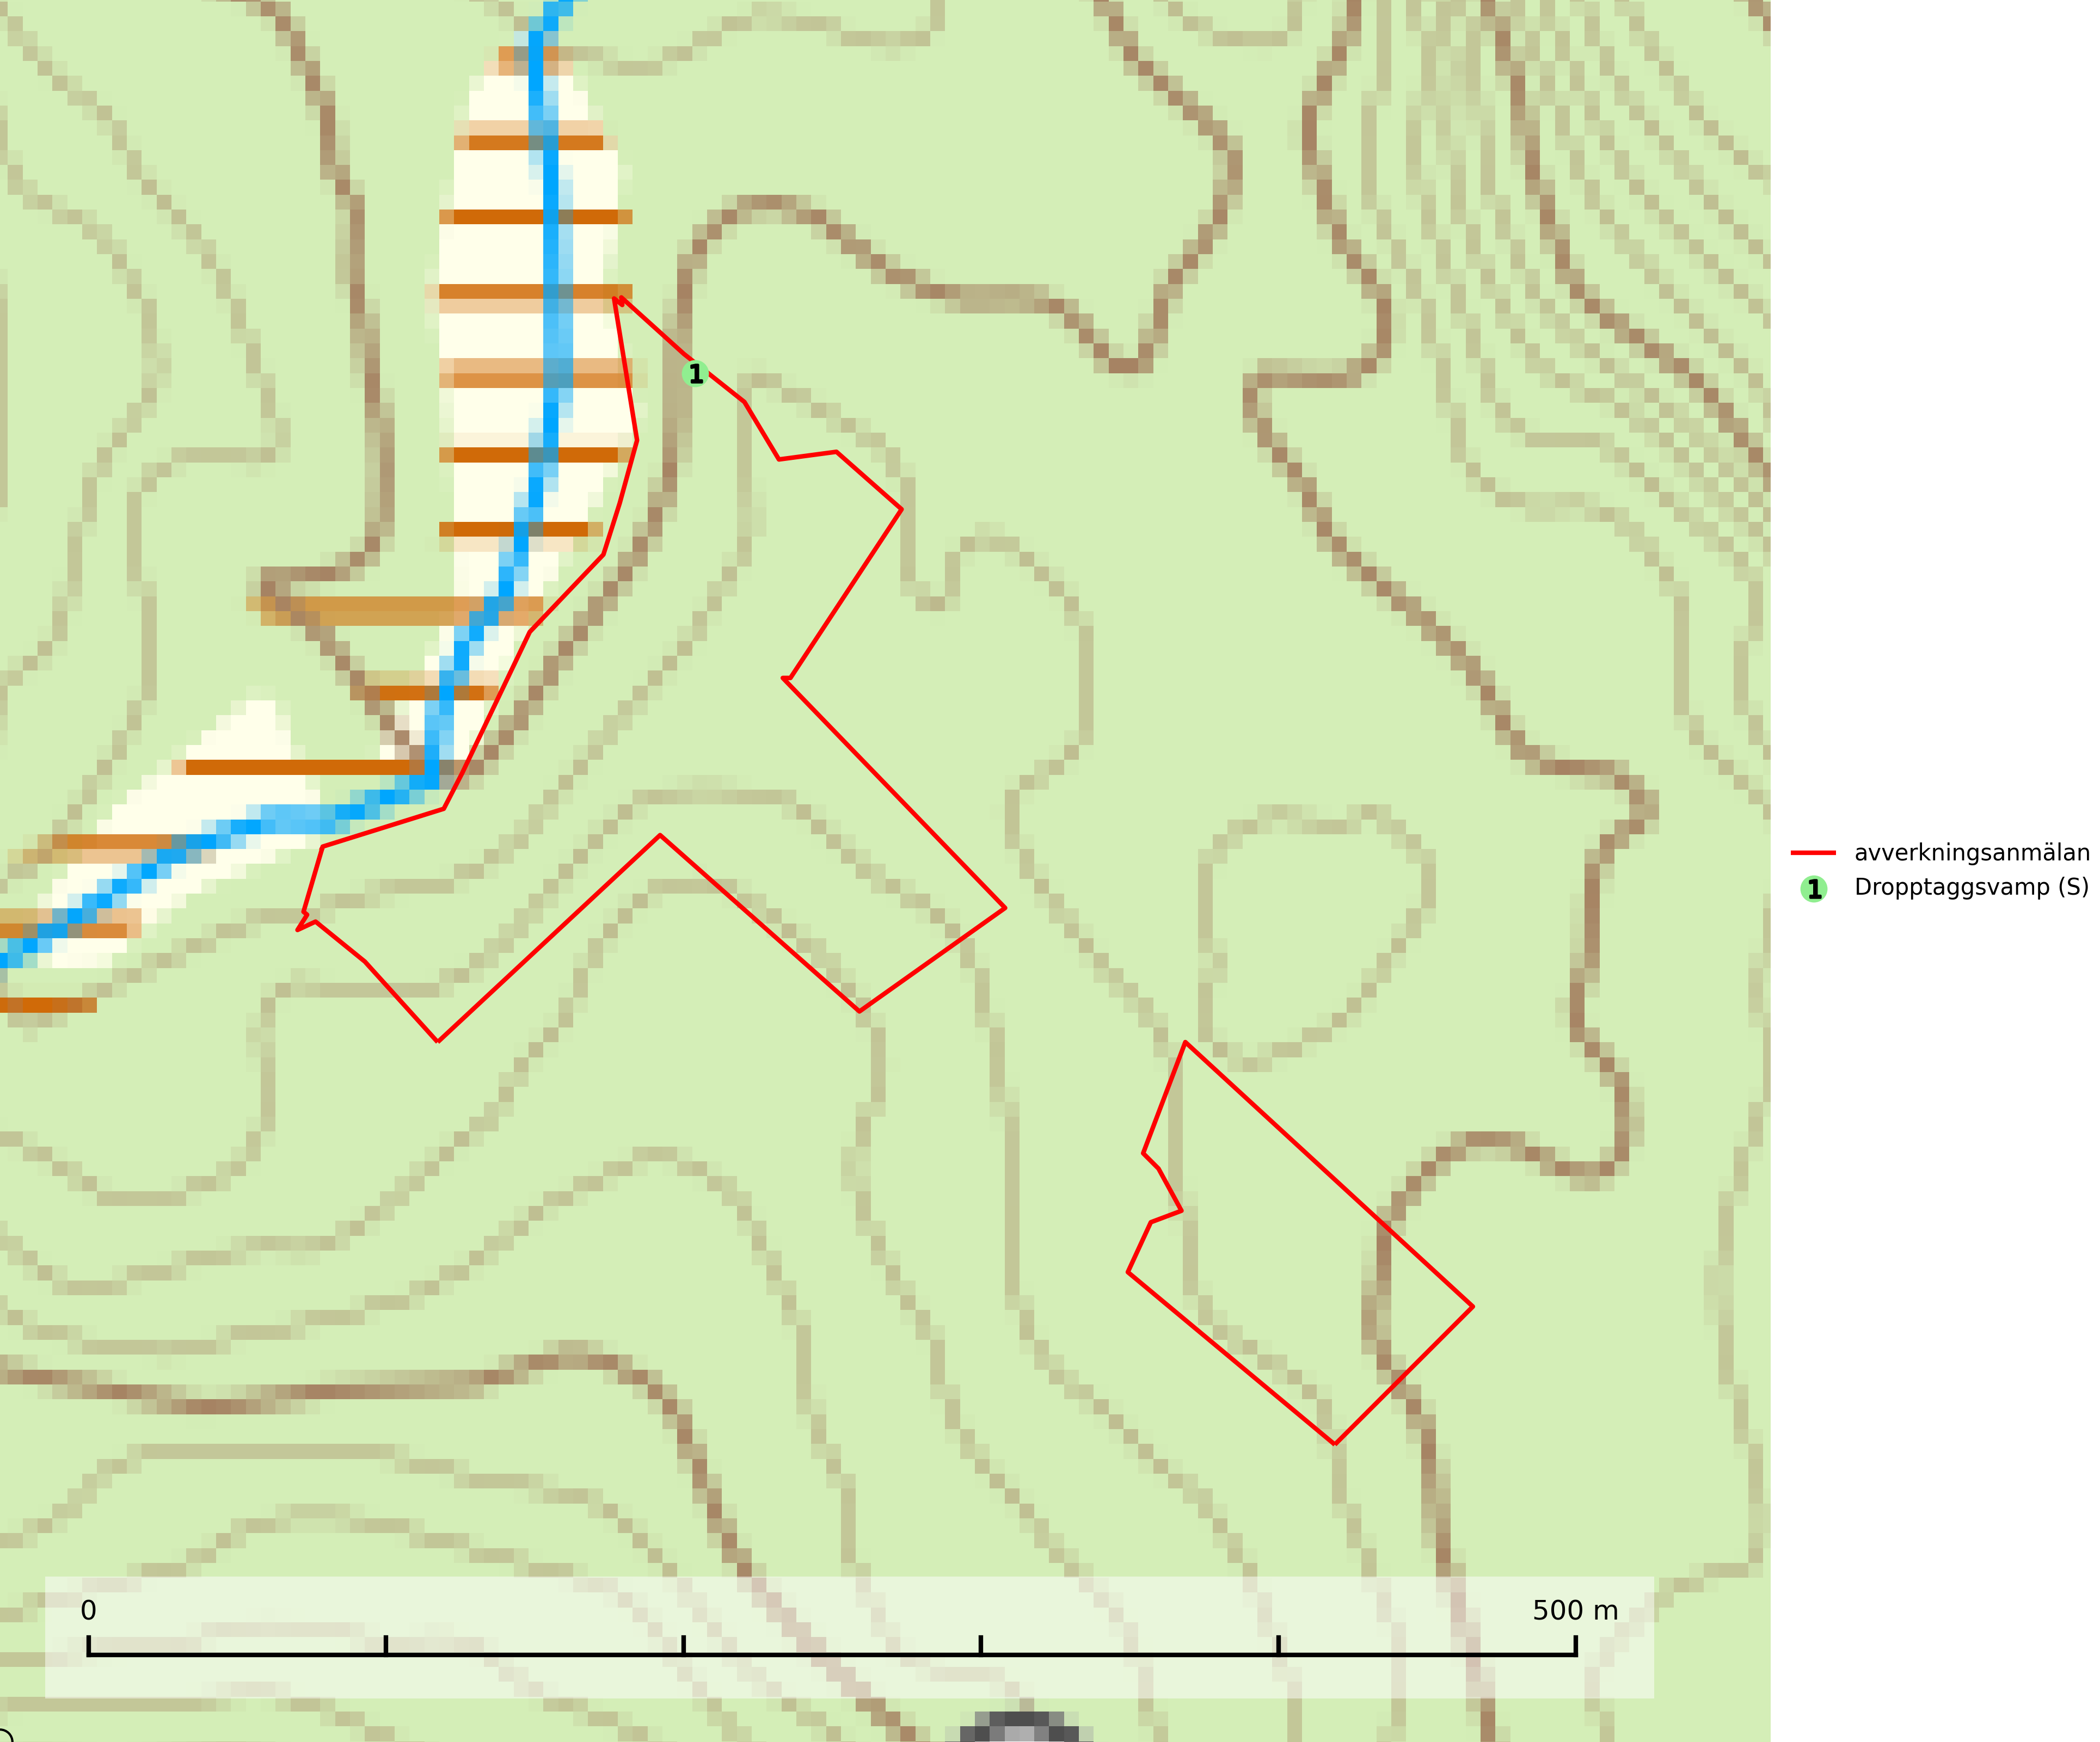 1
avverkningsanmälan
1 Dropptaggsvamp (S)
0 500 m